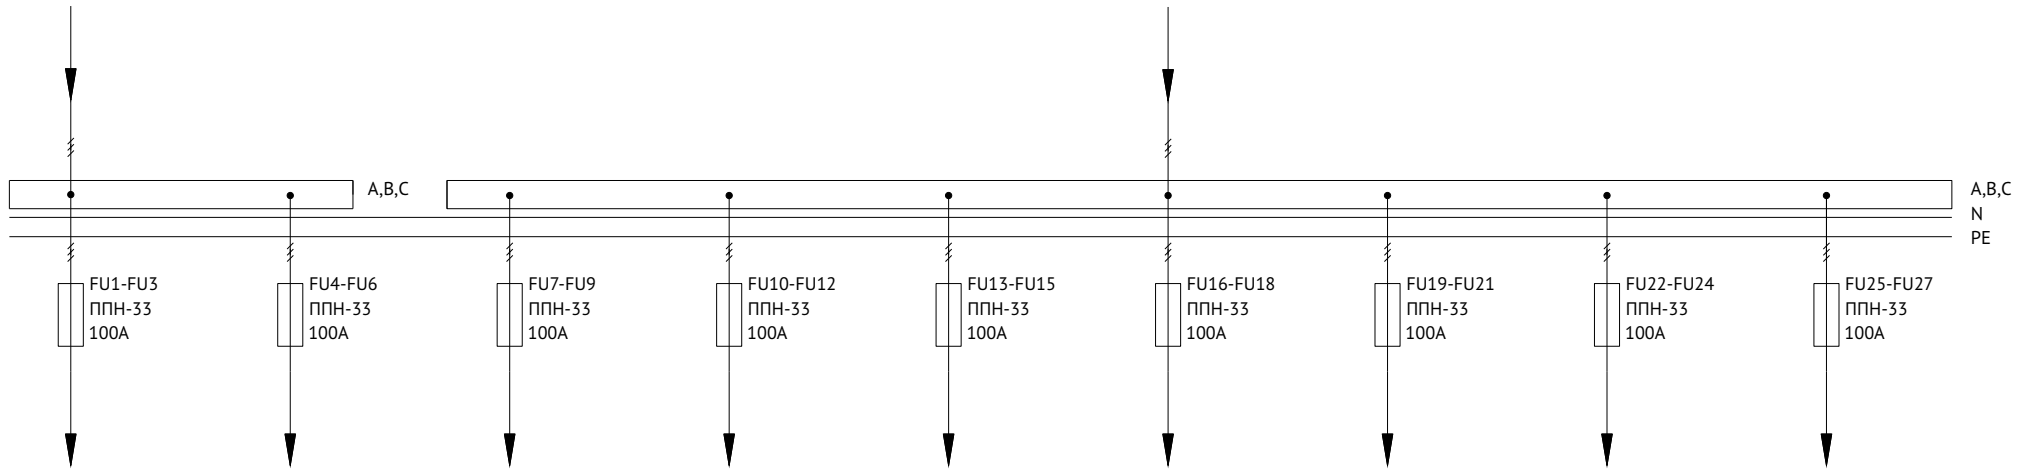 A,B,C
A,B,C
N
PE
FU1-FU3
ППН-33
100А
FU4-FU6
ППН-33
100А
FU7-FU9
ППН-33
100А
FU10-FU12
ППН-33
100А
FU13-FU15
ППН-33
100А
FU16-FU18
ППН-33
100А
FU19-FU21
ППН-33
100А
FU22-FU24
ППН-33
100А
FU25-FU27
ППН-33
100А